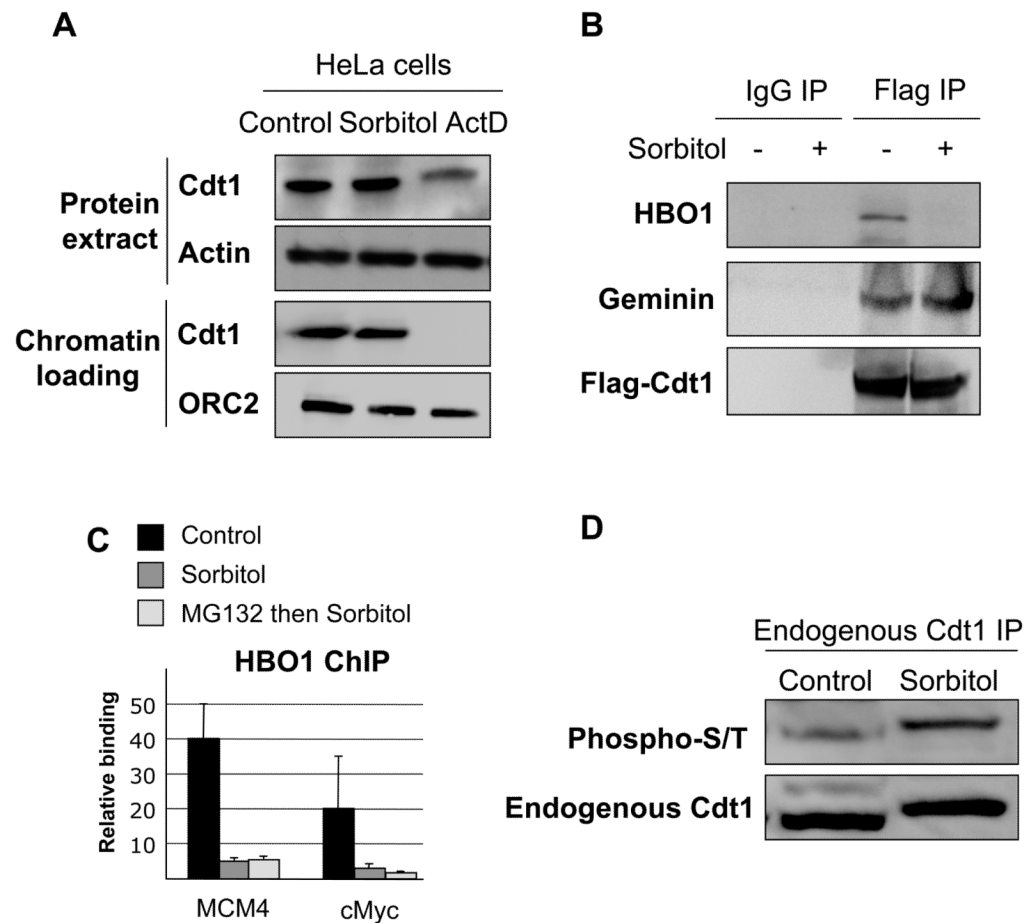 A
HeLa cells
Control Sorbitol ActD
Protein extract
Cdt1
Actin
Chromatin loading
Cdt1
ORC2
B
IgG IP Flag IP
Sorbitol - + - +
HBO1
Geminin
Flag-Cdt1
C
Control
Sorbitol
MG132 then Sorbitol
HBO1 ChIP
Relative binding
50
40
30
20
10
MCM4 cMyc
D
Endogenous Cdt1 IP
Control Sorbitol
Phospho-S/T
Endogenous Cdt1